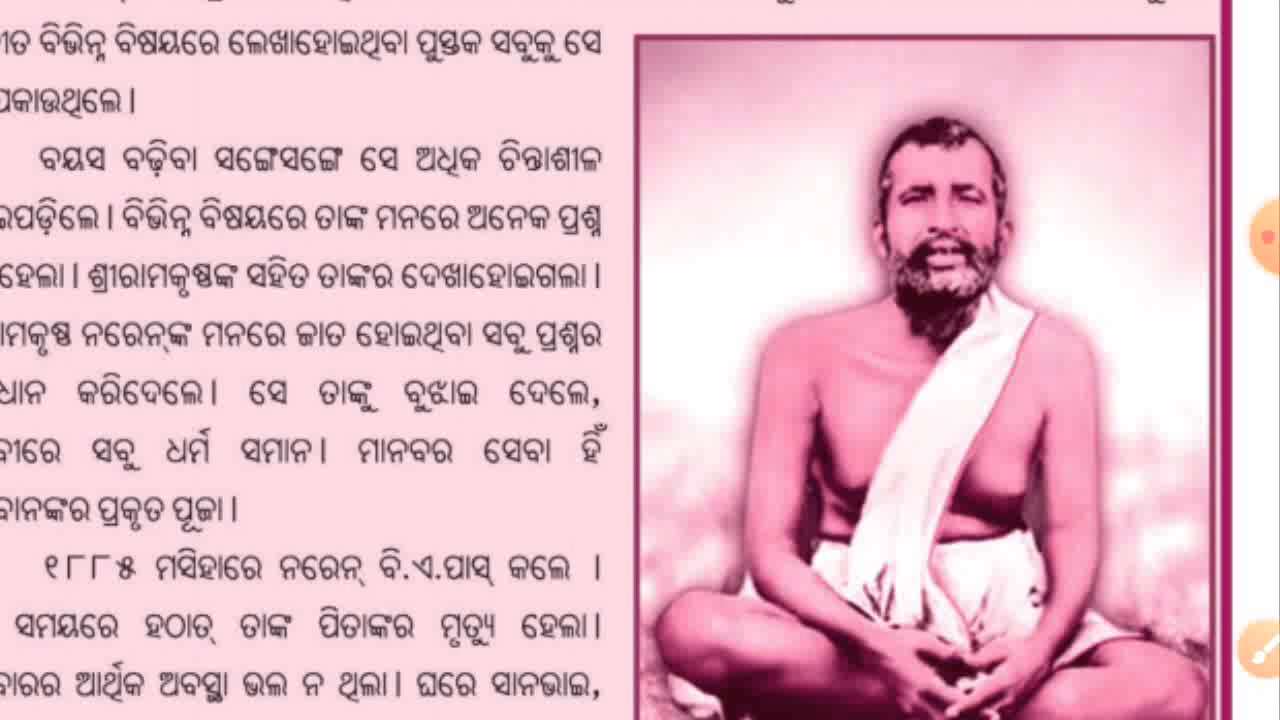 ବିଭିନ୍ନ ବିଷୟରେ ଲେଖାହୋଇଥିବା ପୁସ୍ତକ ସବୁକୁ ସେ
ପକାଉଥିଲେ।
ବୟସ ବଢ଼ିବା ସଙ୍ଗେସଙ୍ଗେ ସେ ଅଧିକ ଚିନ୍ତାଶୀଳ
ଇପଡ଼ିଲେ। ବିଭିନ୍ନ ବିଷୟରେ ତାଙ୍କ ମନରେ ଅନେକ ପ୍ରଶ୍ନ
ହେଲା। ଶ୍ରୀରାମକୃଷ୍ଣଙ୍କ ସହିତ ତାଙ୍କର ଦେଖାହୋଇଗଲା।
ାମକୃଷ୍ଣ ନରେନ୍‌ଙ୍କ ମନରେ ଜାତ ହୋଇଥିବା ସବୁ ପ୍ରଶ୍ନର
ଧାନ କରିଦେଲେ। ସେ ତାଙ୍କୁ ବୁଝାଇ ଦେଲେ,
ବୀରେ ସବୁ ଧର୍ମ ସମାନ। ମାନବର ସେବା ହିଁ
ବାନଙ୍କର ପ୍ରକୃତ ପୂଜା।
୧୮୮୫ ମସିହାରେ ନରେନ୍ ବି.ଏ.ପାସ୍ କଲେ ।
ସମୟରେ ହଠାତ୍ ତାଙ୍କ ପିତାଙ୍କର ମୃତ୍ୟୁ ହେଲା।
ବାରର ଆର୍ଥିକ ଅବସ୍ଥା ଭଲ ନ ଥିଲା। ଘରେ ସାନଭାଇ,